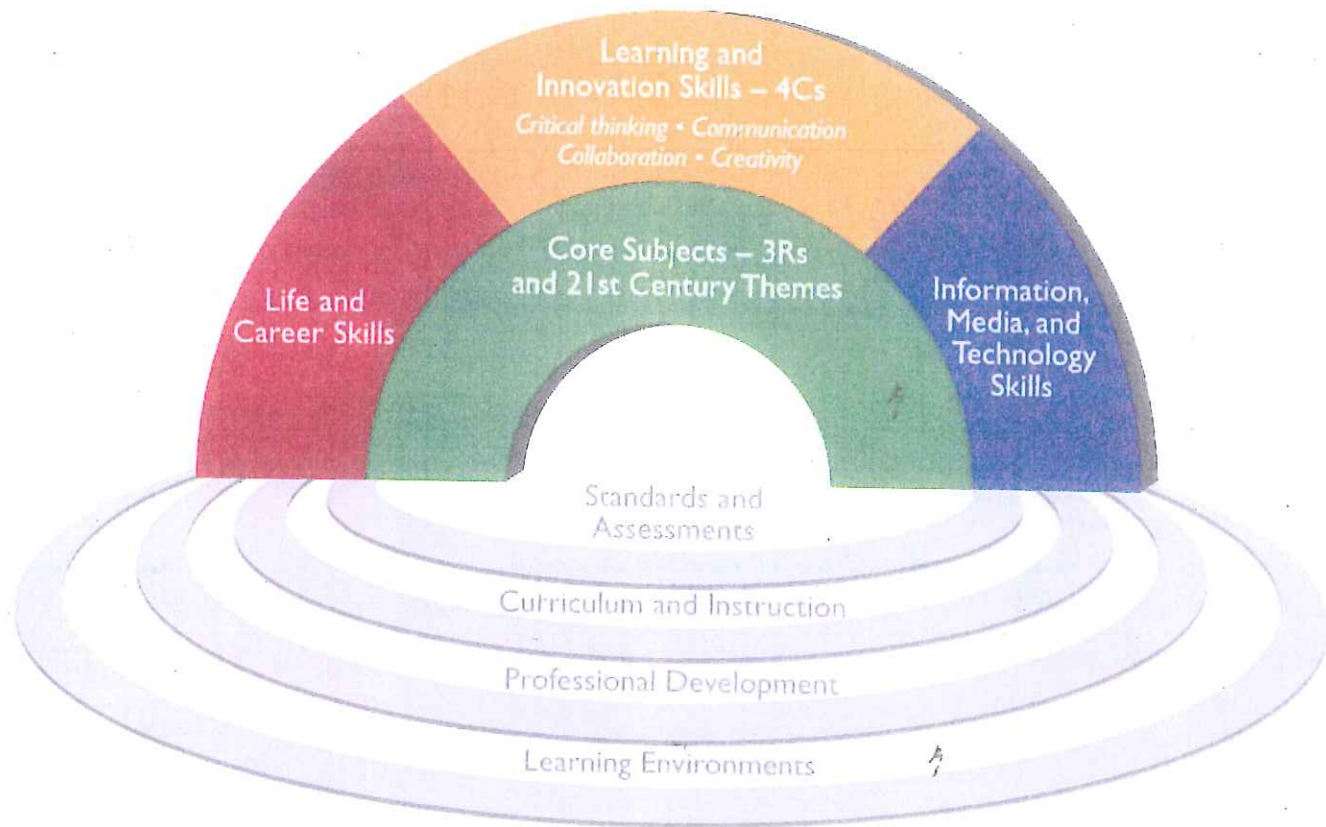 Learning and
Innovation Skills – 4Cs
Critical thinking • Communication
Collaboration • Creativity
Core Subjects – 3Rs
and 21st Century Themes
Life and
Career Skills
Information,
Media, and
Technology
Skills
Standards and
Assessments
Curriculum and Instruction
Professional Development
Learning Environments